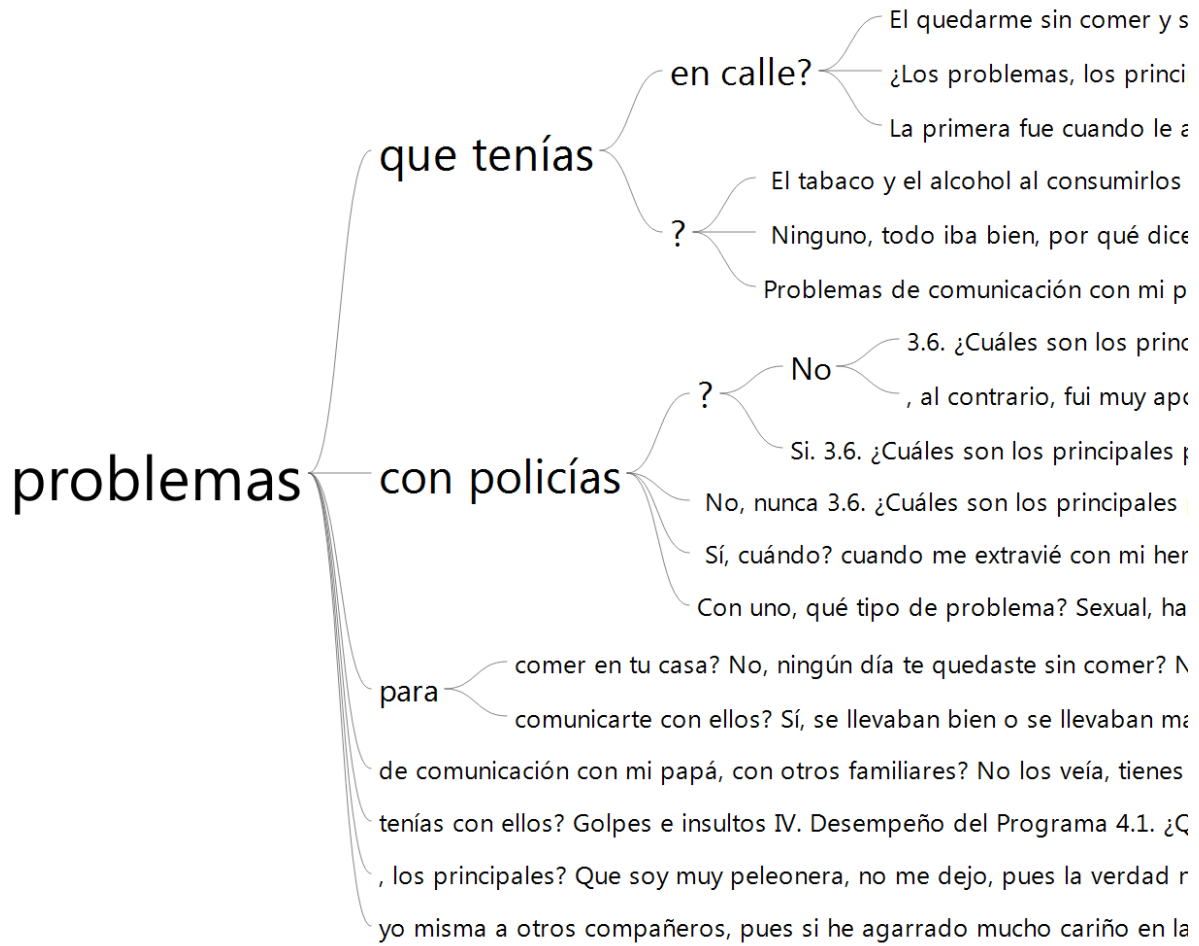 El quedarme sin comer y s
en calle?
¿Los problemas, los princi
La primera fue cuando le a
que tenías
El tabaco y el alcohol al consumirlos
?
Ninguno, todo iba bien, por qué dice
Problemas de comunicación con mi p
3.6. ¿Cuáles son los princ
No
, al contrario, fui muy apo
?
Si. 3.6. ¿Cuáles son los principales p
problemas
con policías
No, nunca 3.6. ¿Cuáles son los principales
Sí, cuándo? cuando me extravié con mi her
Con uno, qué tipo de problema? Sexual, ha
comer en tu casa? No, ningún día te quedaste sin comer? N
para
comunicarte con ellos? Sí, se llevaban bien o se llevaban ma
de comunicación con mi papá, con otros familiares? No los veía, tienes
tenías con ellos? Golpes e insultos IV. Desempeño del Programa 4.1. ¿Q
, los principales? Que soy muy peleonera, no me dejo, pues la verdad n
yo misma a otros compañeros, pues si he agarrado mucho cariño en la